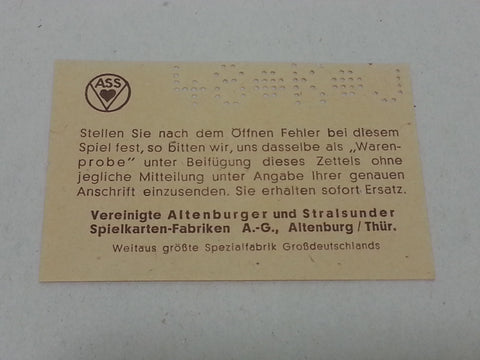 ASS
Stellen Sie nach dem Öffnen Fehler bei diesem
Spiel fest, so bitten wir, uns dasselbe als „Waren-
probe" unter Beifügung dieses Zettels ohne
jegliche Mitteilung unter Angabe Ihrer genauen
Anschrift einzusenden. Sie erhalten sofort Ersatz.
Vereinigte Altenburger und Stralsunder
Spielkarten-Fabriken A.-G., Altenburg/Thür.
Weitaus größte Spezialfabrik Großdeutschlands